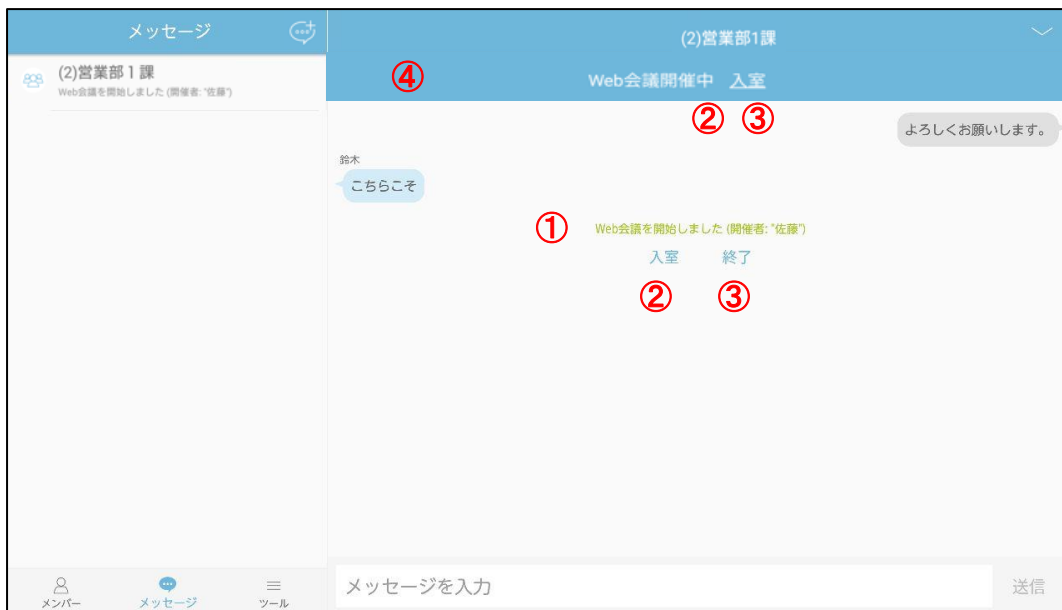 メッセージ
(2)営業部1課
Web会議を開始しました (開催者: "佐藤")
メンバー
メッセージ
ツール
(2)営業部1課
④
Web会議開催中 入室
② ③
よろしくお願いします。
鈴木
こちらこそ
① Web会議を開始しました (開催者: "佐藤")
入室 終了
② ③
メッセージを入力 送信